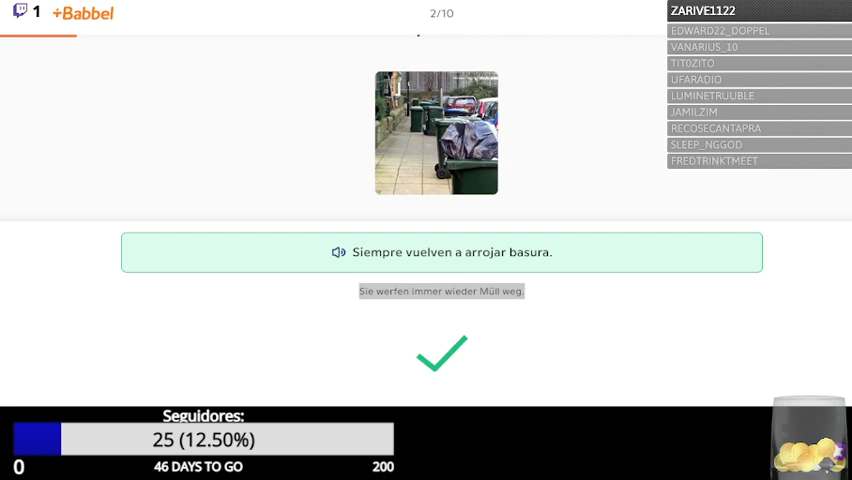 1
+Babbel
2/10
ZARIVE1122
EDWARD22_DOPPEL
VANARIUS_10
TIT0ZITO
UFARADIO
LUMINETRUUBLE
JAMILZIM
RECOSECANTAPRA
SLEEP_NGGOD
FREDTRINKTMEET
Siempre vuelven a arrojar basura.
Sie werfen immer wieder Müll weg.
Seguidores:
25 (12.50%)
0
46 DAYS TO GO
200